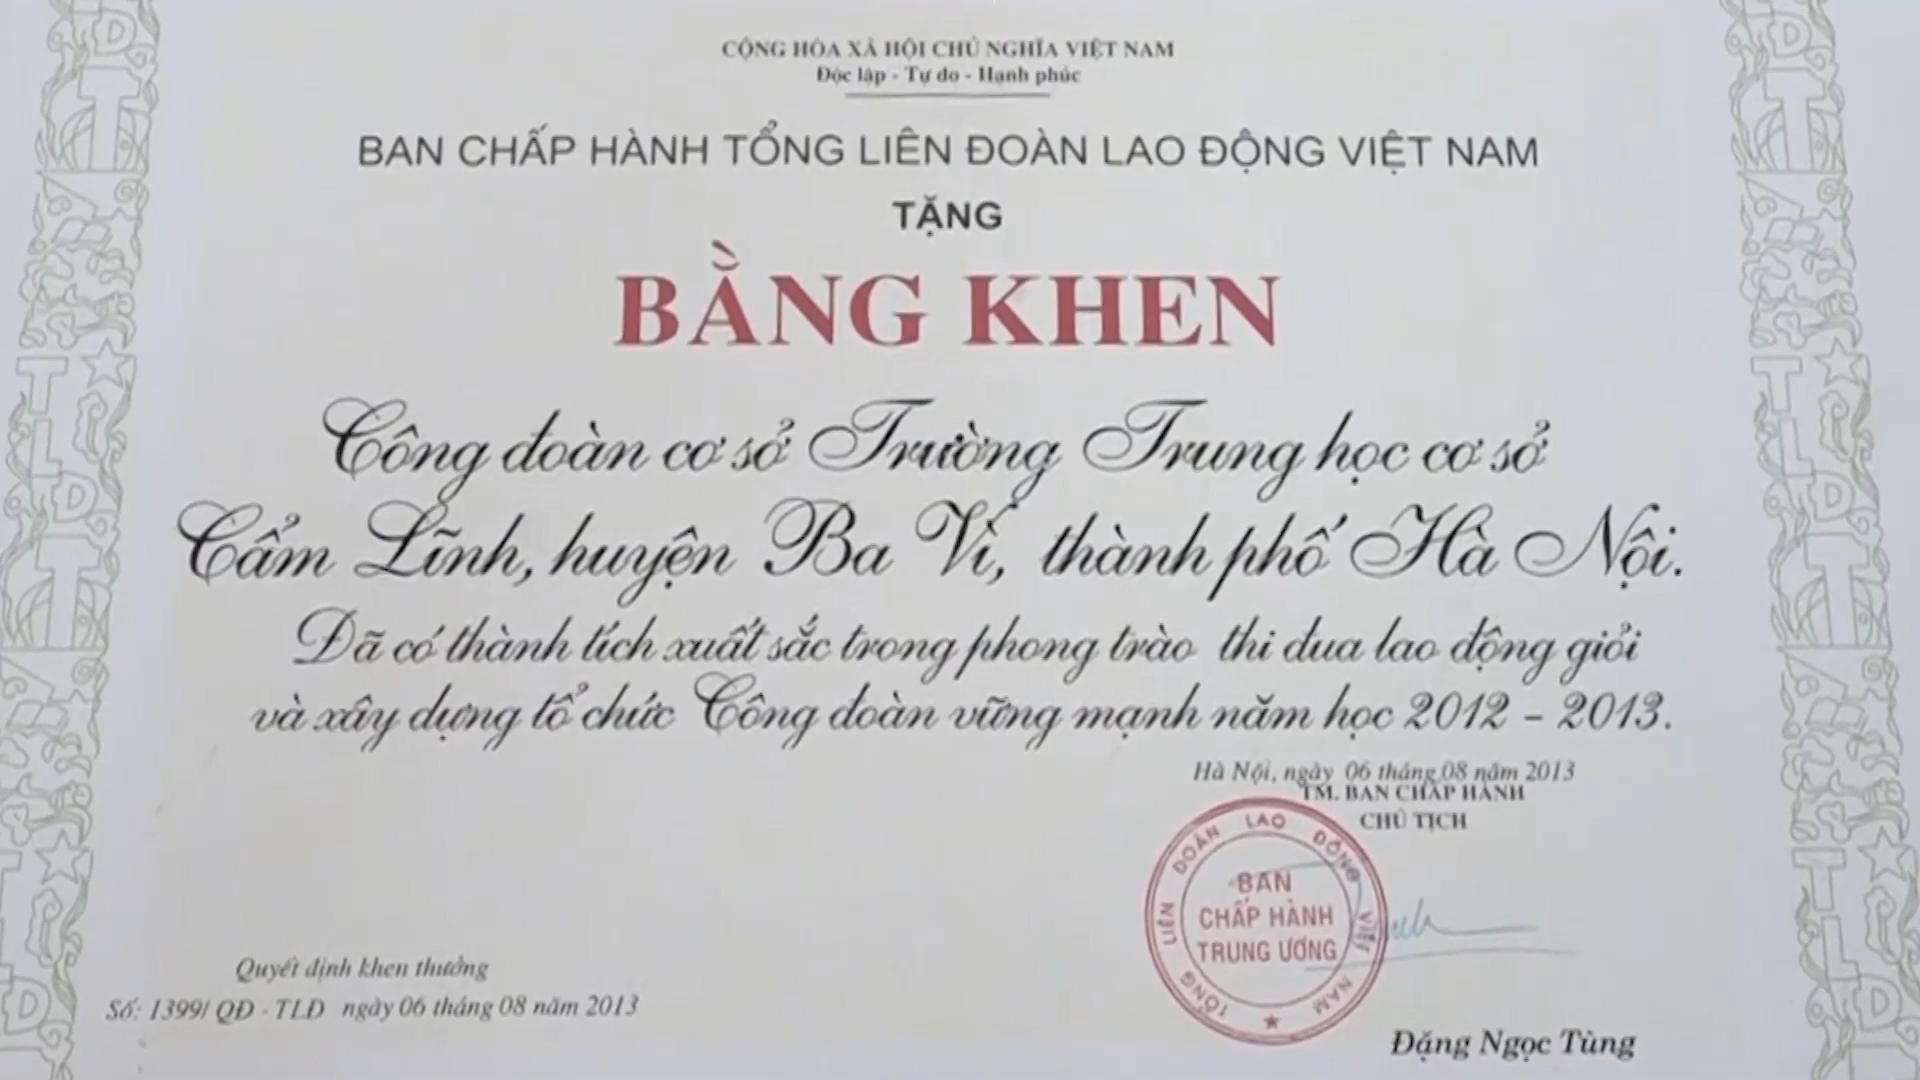 CỘNG HÒA XÃ HỘI CHỦ NGHĨA VIỆT NAM
Độc lập - Tự do - Hạnh phúc
BAN CHẤP HÀNH TỔNG LIÊN ĐOÀN LAO ĐỘNG VIỆT NAM
TẶNG
BẰNG KHEN
Công đoàn cơ sở Trường Trung học cơ sở
Cẩm Lĩnh, huyện Ba Vì, thành phố Hà Nội.
Đã có thành tích xuất sắc trong phong trào thi đua lao động giỏi
và xây dựng tổ chức Công đoàn vững mạnh năm học 2012 - 2013.
Hà Nội, ngày 06 tháng 08 năm 2013
TM. BAN CHẤP HÀNH
CHỦ TỊCH
TỔNG LIÊN ĐOÀN LAO ĐỘNG VIỆT NAM
BAN
CHẤP HÀNH
TRUNG ƯƠNG
Quyết định khen thưởng
Số: 1399/ QĐ - TLĐ ngày 06 tháng 08 năm 2013
Đặng Ngọc Tùng